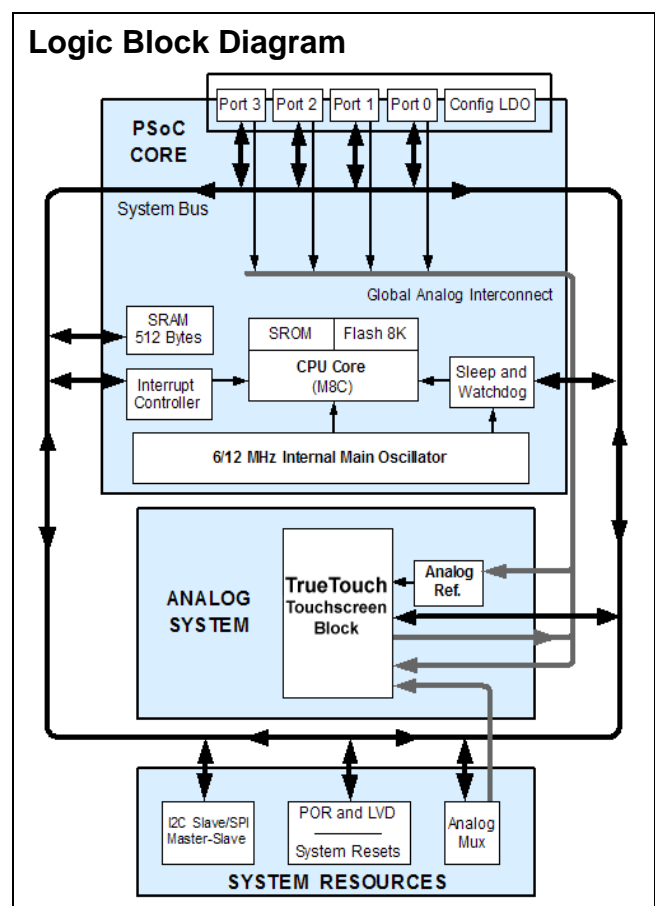 Logic Block Diagram
Port 3
Port 2
Port 1
Port 0
Config LDO
PSoC
CORE
System Bus
Global Analog Interconnect
SRAM
512 Bytes
SROM
Flash 8K
CPU Core
(M8C)
Interrupt
Controller
Sleep and
Watchdog
6/12 MHz Internal Main Oscillator
ANALOG
SYSTEM
TrueTouch
Touchscreen
Block
Analog
Ref.
I2C Slave/SPI
Master-Slave
POR and LVD
System Resets
Analog
Mux
SYSTEM RESOURCES